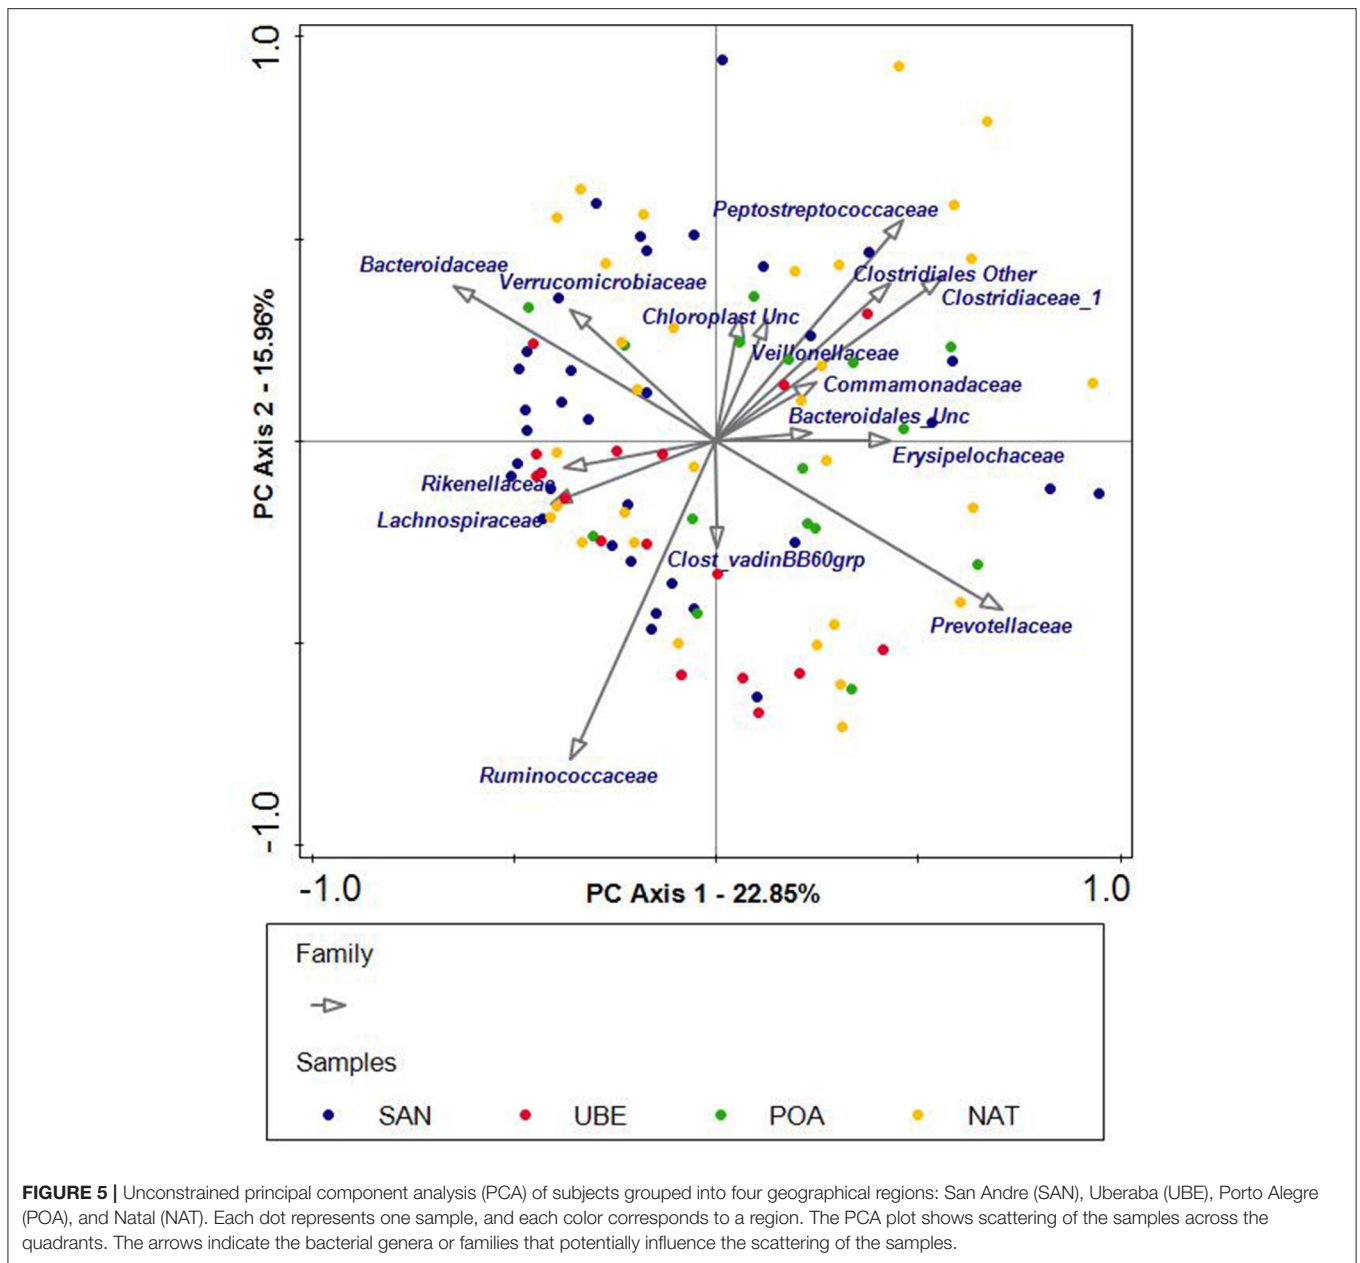 1.0
Peptostreptococcaceae
Bacteroidaceae
Verrucomicrobiaceae
Clostridiales Other
Clostridiaceae_1
Chloroplast Unc
Veillonellaceae
Commamonadaceae
Bacteroidales_Unc
Erysipelochaceae
Rikenellaceae
Lachnospiraceae
Clost_vadinBB60grp
Prevotellaceae
Ruminococcaceae
PC Axis 2 - 15.96%
-1.0
-1.0
PC Axis 1 - 22.85%
1.0
Family
Samples
SAN UBE POA NAT
FIGURE 5 | Unconstrained principal component analysis (PCA) of subjects grouped into four geographical regions: San Andre (SAN), Uberaba (UBE), Porto Alegre
(POA), and Natal (NAT). Each dot represents one sample, and each color corresponds to a region. The PCA plot shows scattering of the samples across the
quadrants. The arrows indicate the bacterial genera or families that potentially influence the scattering of the samples.